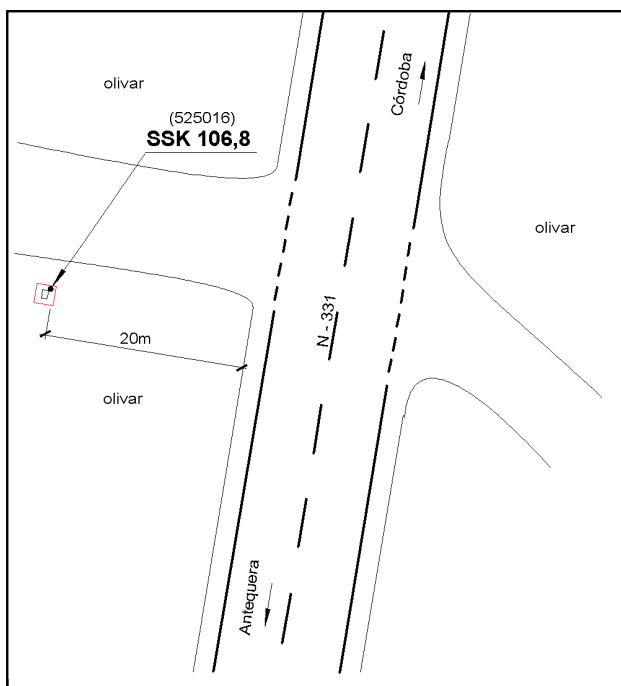 Córdoba
olivar
(525016)
SSK 106,8
olivar
N - 331
20m
olivar
Antequera